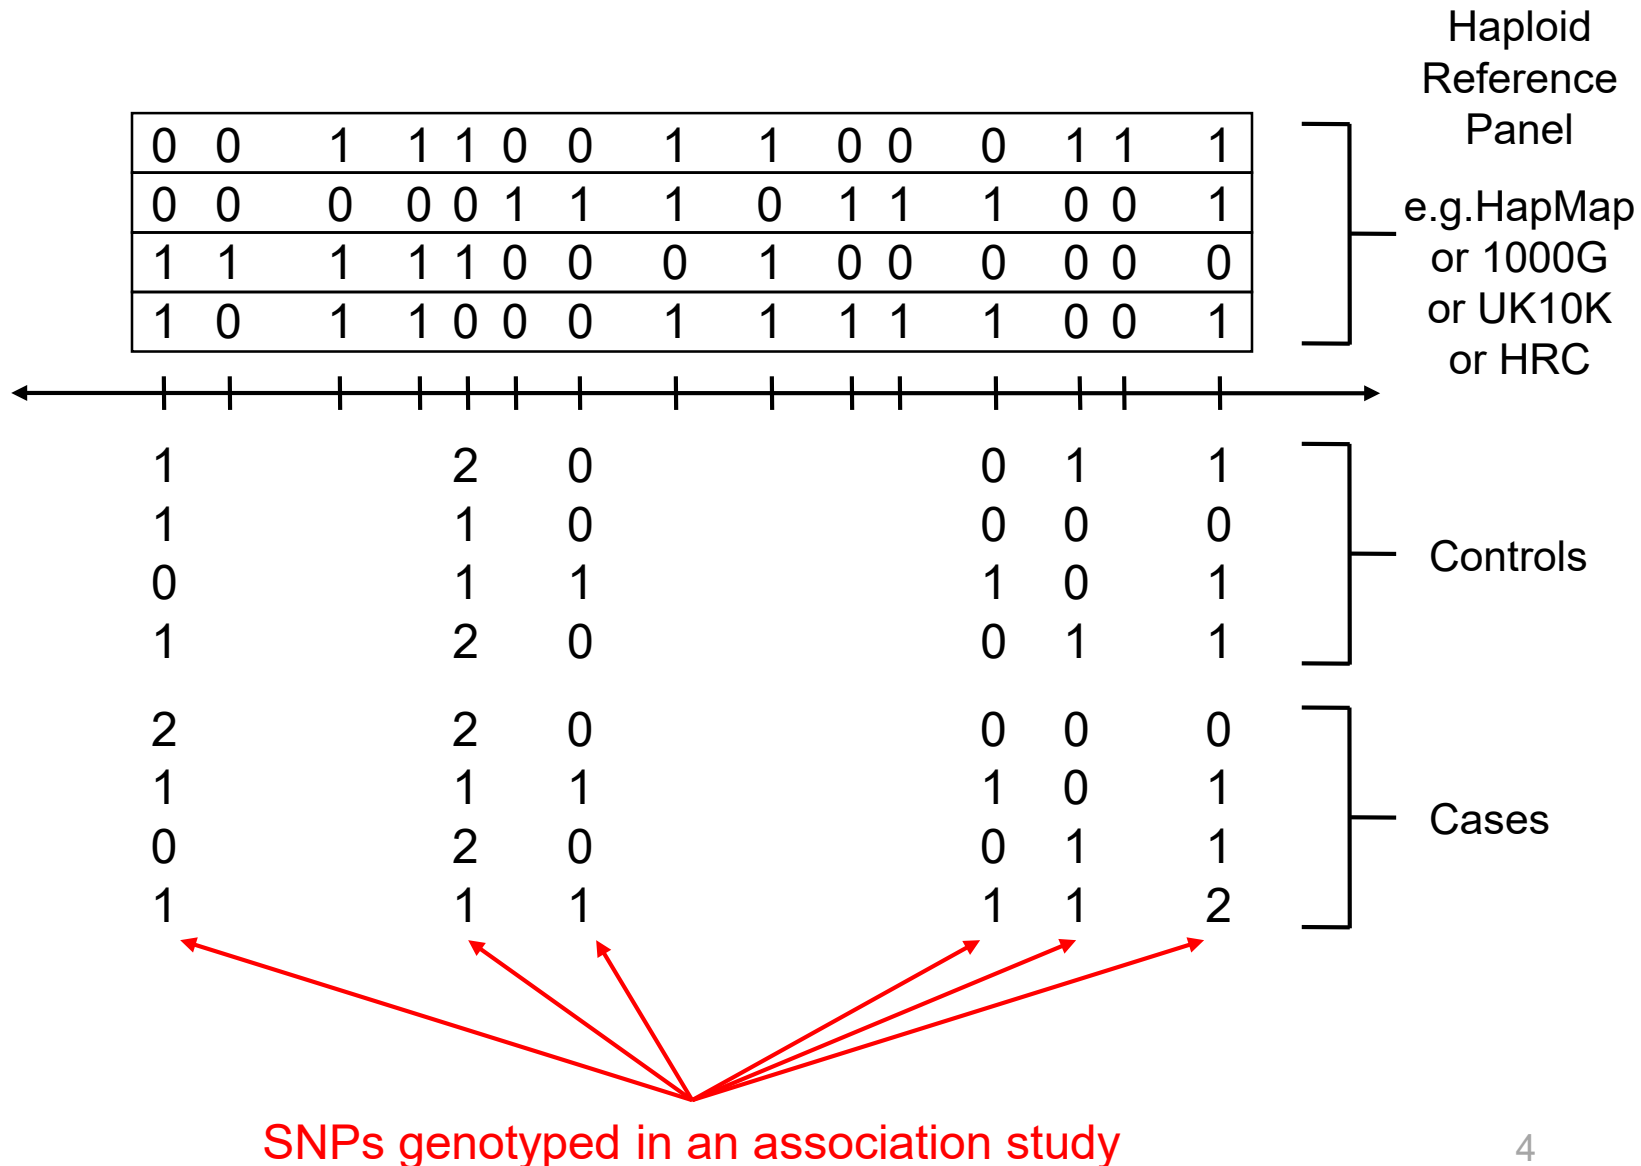 Haploid
Reference
Panel
0 0 1 1 1 0 0 1 1 0 0 0 1 1 1
0 0 0 0 0 1 1 1 0 1 1 1 0 0 1
1 1 1 1 1 0 0 0 1 0 0 0 0 0 0
1 0 1 1 0 0 0 1 1 1 1 1 0 0 1
e.g.HapMap
or 1000G
or UK10K
or HRC
1 2 0 0 1 1
1 1 0 0 0 0
0 1 1 1 0 1
1 2 0 0 1 1
Controls
2 2 0 0 0 0
1 1 1 1 0 1
0 2 0 0 1 1
1 1 1 1 1 2
Cases
SNPs genotyped in an association study
4